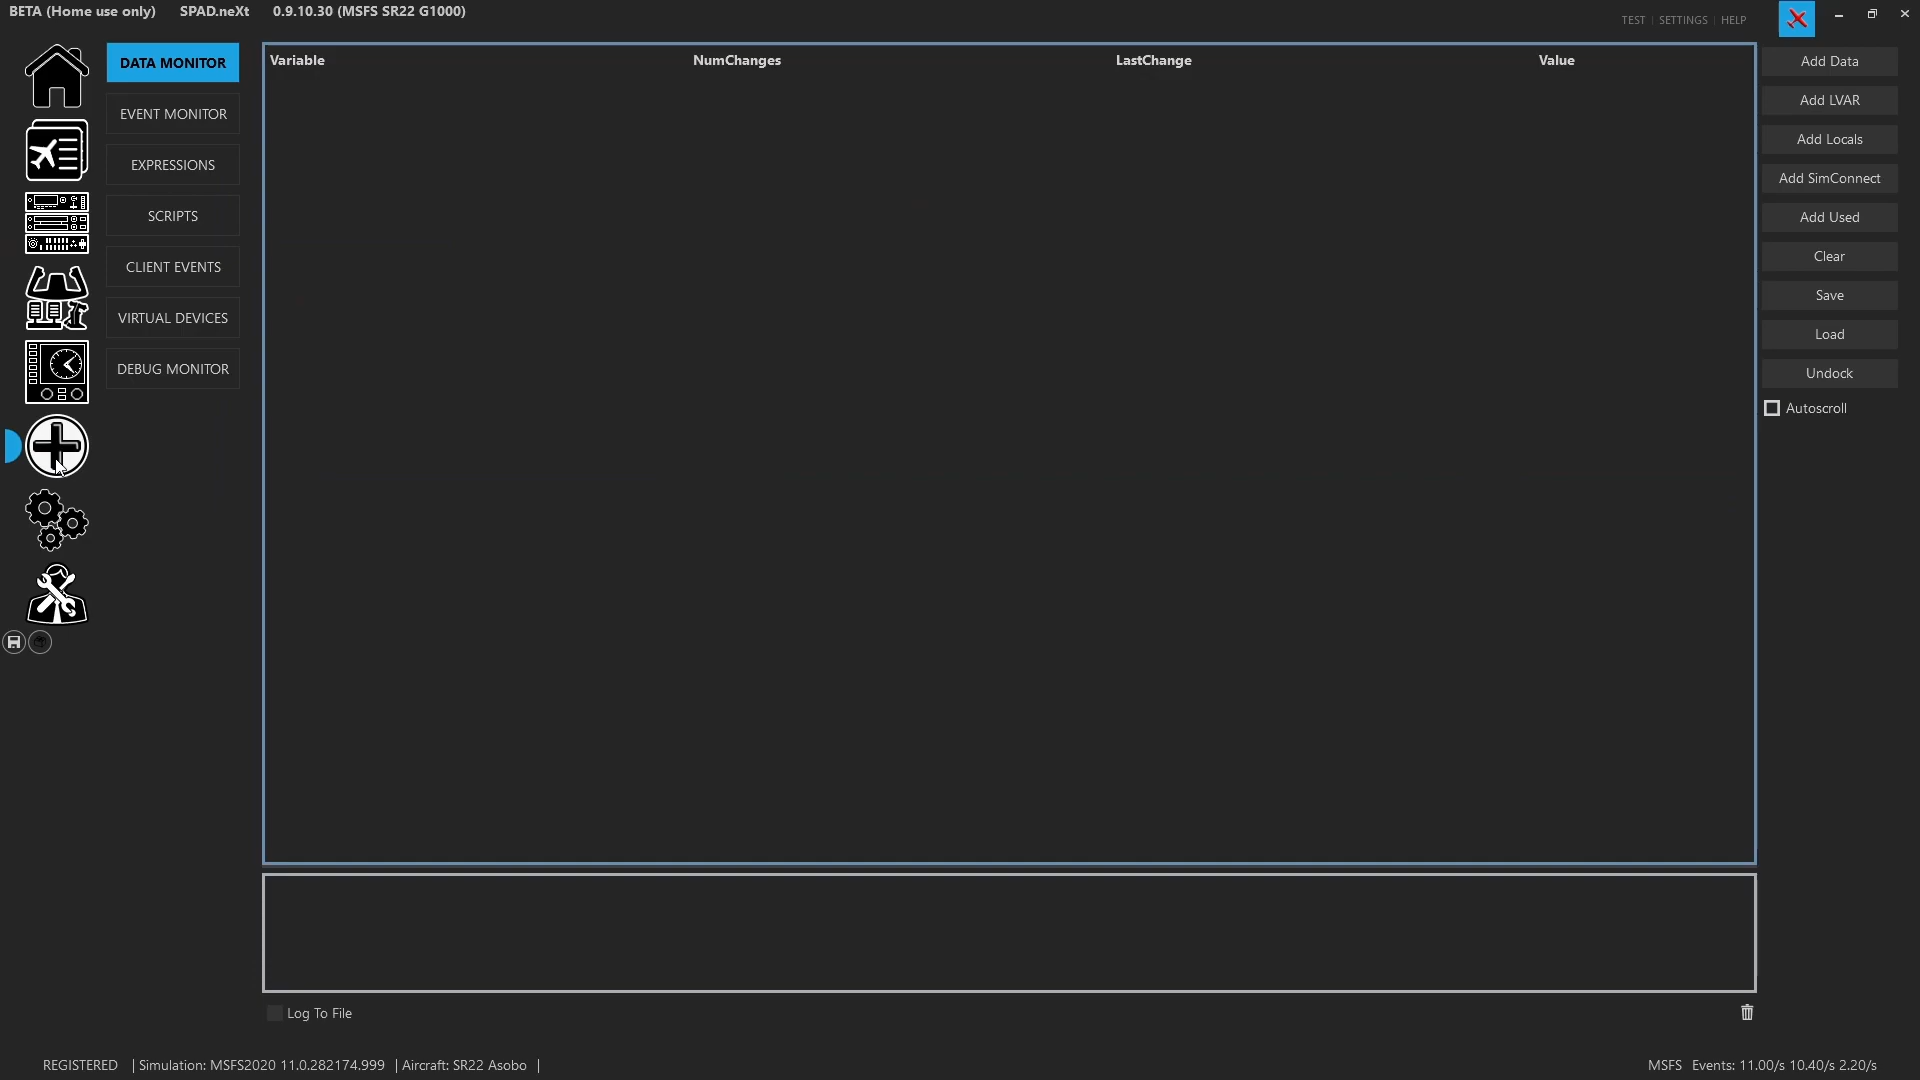 BETA (Home use only) SPAD.neXt 0.9.10.30 (MSFS SR22 G1000)
TEST | SETTINGS | HELP
DATA MONITOR
EVENT MONITOR
EXPRESSIONS
SCRIPTS
CLIENT EVENTS
VIRTUAL DEVICES
DEBUG MONITOR
Variable NumChanges LastChange Value
Add Data
Add LVAR
Add Locals
Add SimConnect
Add Used
Clear
Save
Load
Undock
Autoscroll
Log To File
REGISTERED | Simulation: MSFS2020 11.0.282174.999 | Aircraft: SR22 Asobo |
MSFS Events: 11.00/s 10.40/s 2.20/s